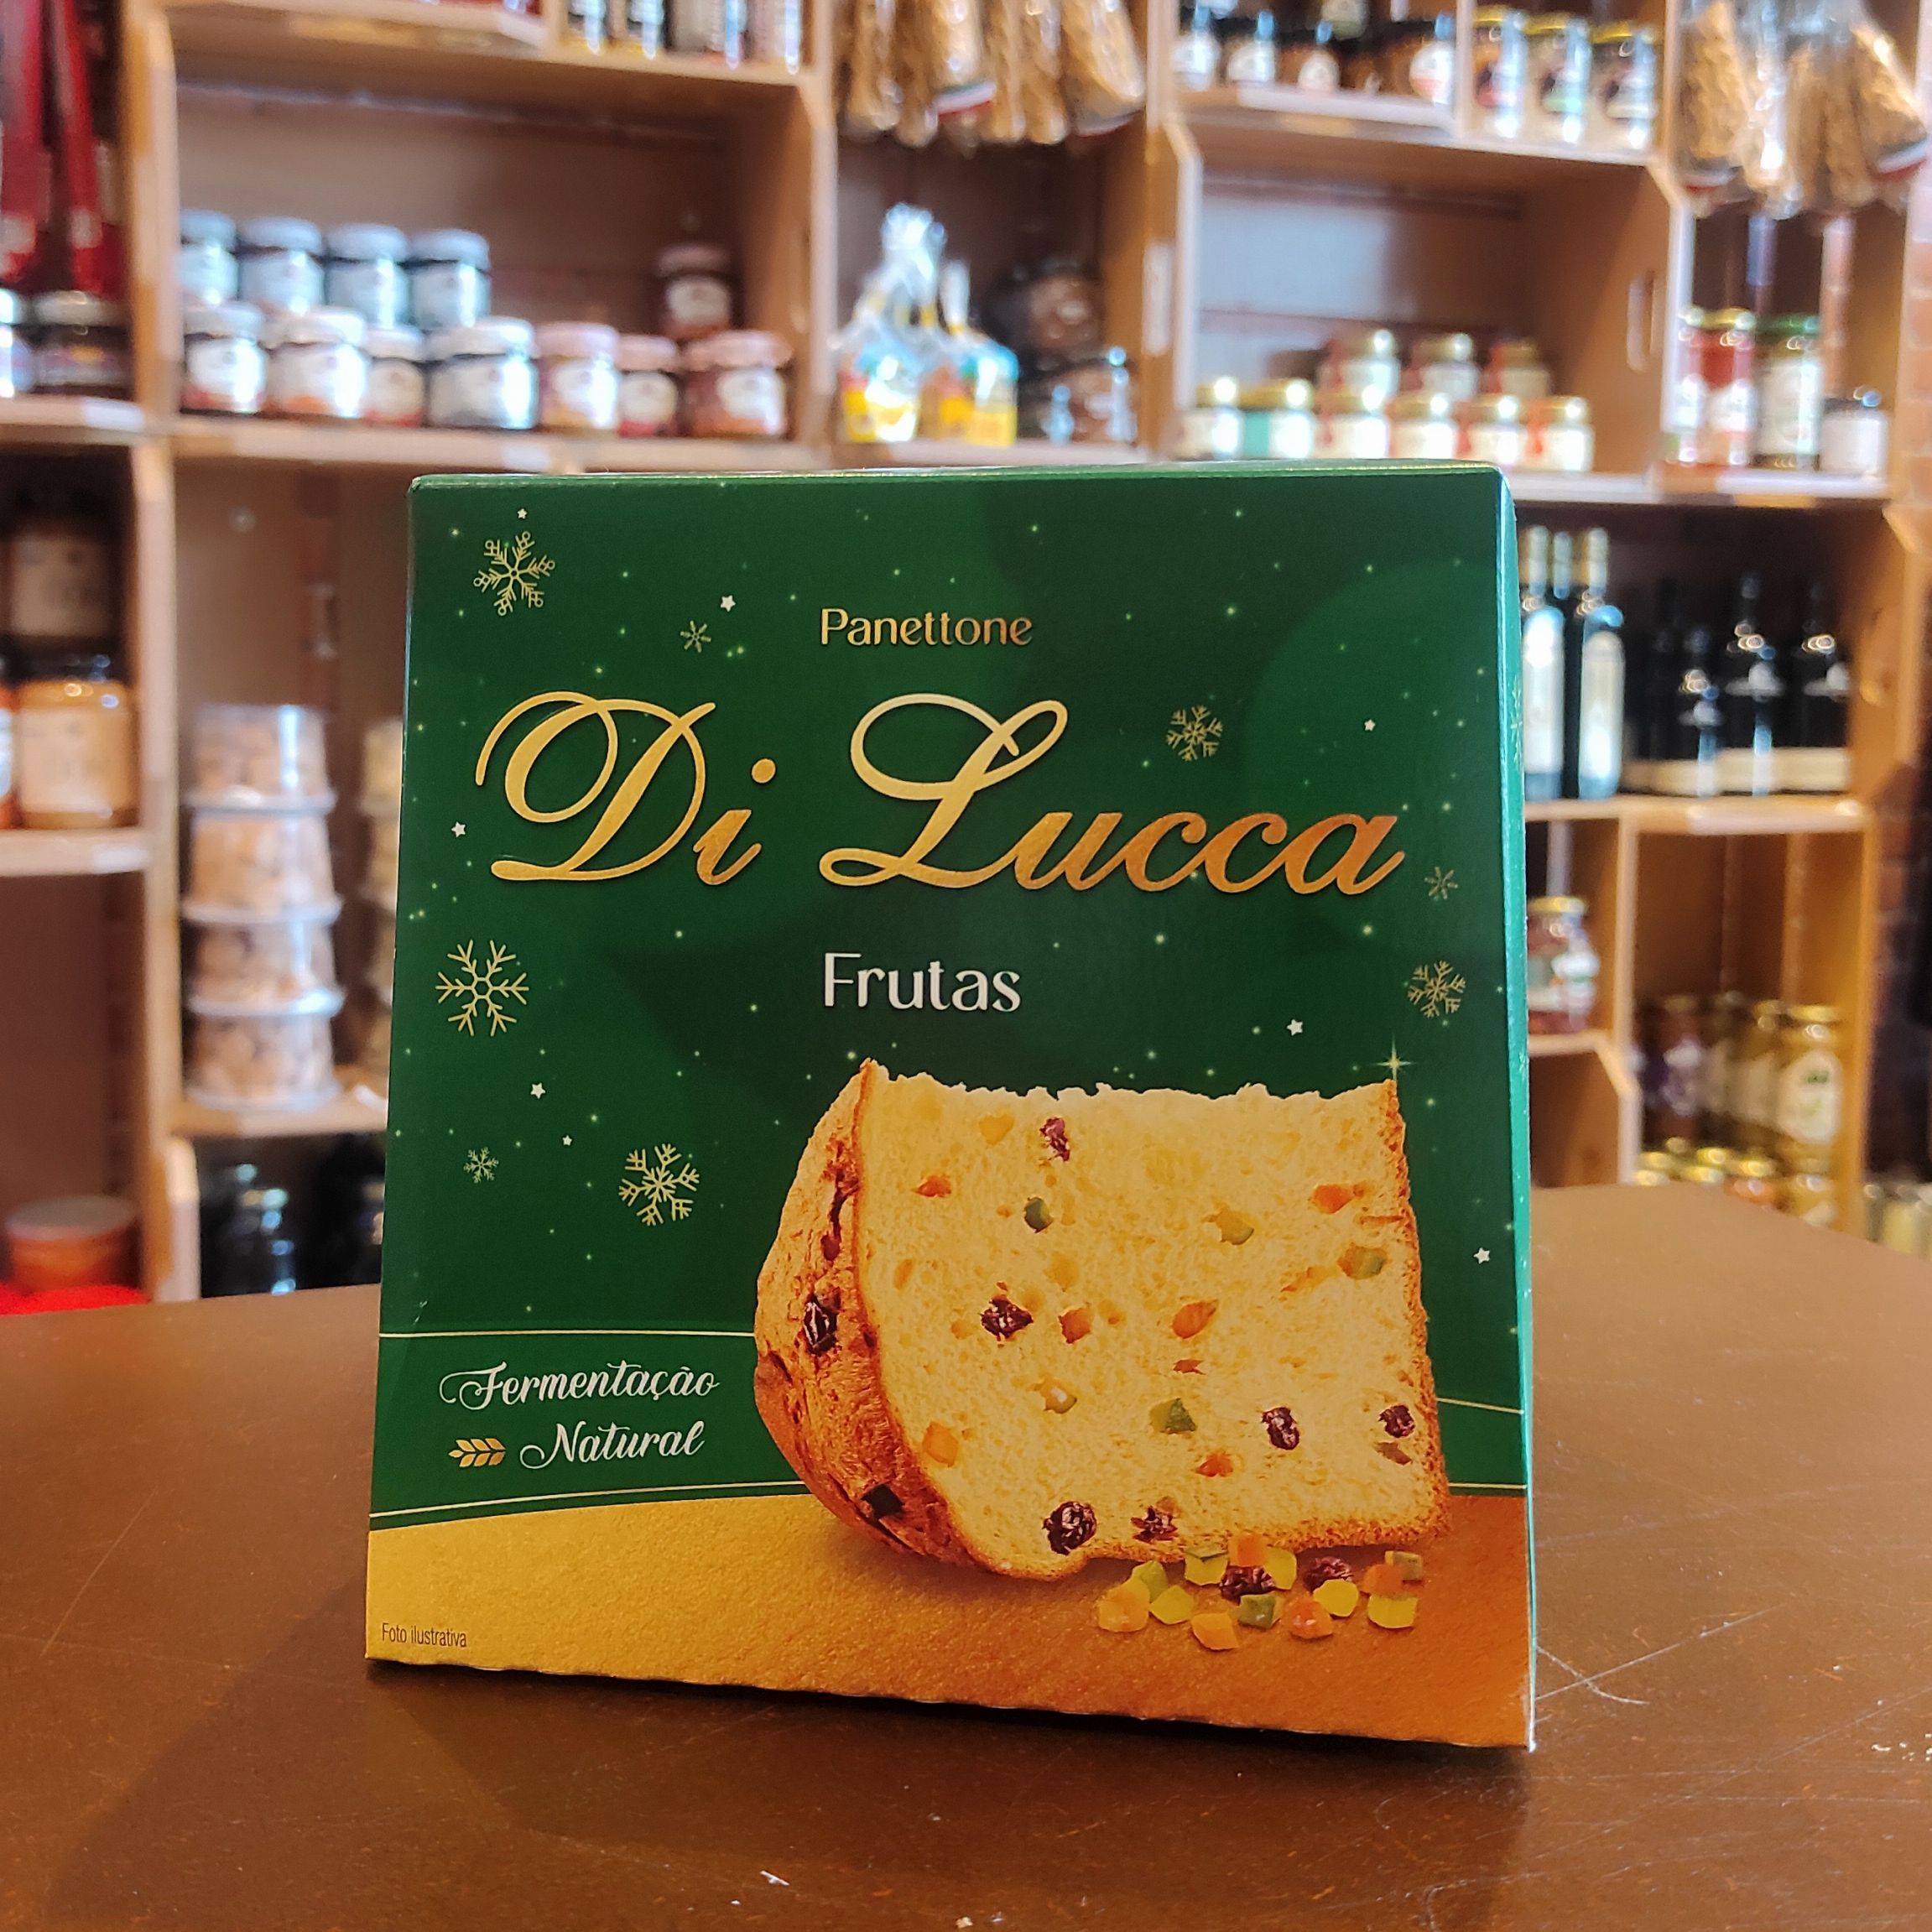 Panettone
Di Lucca
Frutas
Fermentação
Natural
Foto ilustrativa